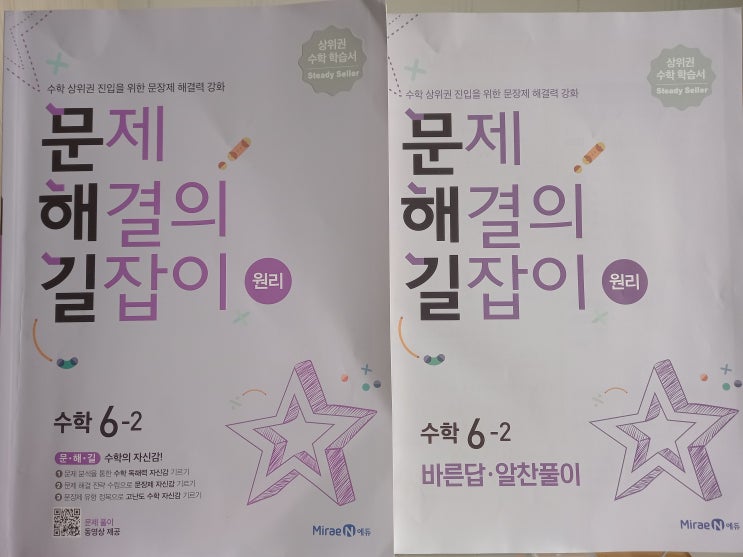 상위권
수학 학습서
Steady Seller
수학 상위권 진입을 위한 문장제 해결력 강화
문제
해결의
길잡이 원리
수학 6-2
문·해·길 수학의 자신감!
1 문제 분석을 통한 수학 독해력 자신감 기르기
2 문제 해결 전략 수립으로 문장제 자신감 기르기
3 문장제 유형 정복으로 고난도 수학 자신감 기르기
문제 풀이
동영상 제공
Mirae N 에듀
상위권
수학 학습서
Steady Seller
수학 상위권 진입을 위한 문장제 해결력 강화
문제
해결의
길잡이 원리
수학 6-2
바른답·알찬풀이
Mirae N 에듀